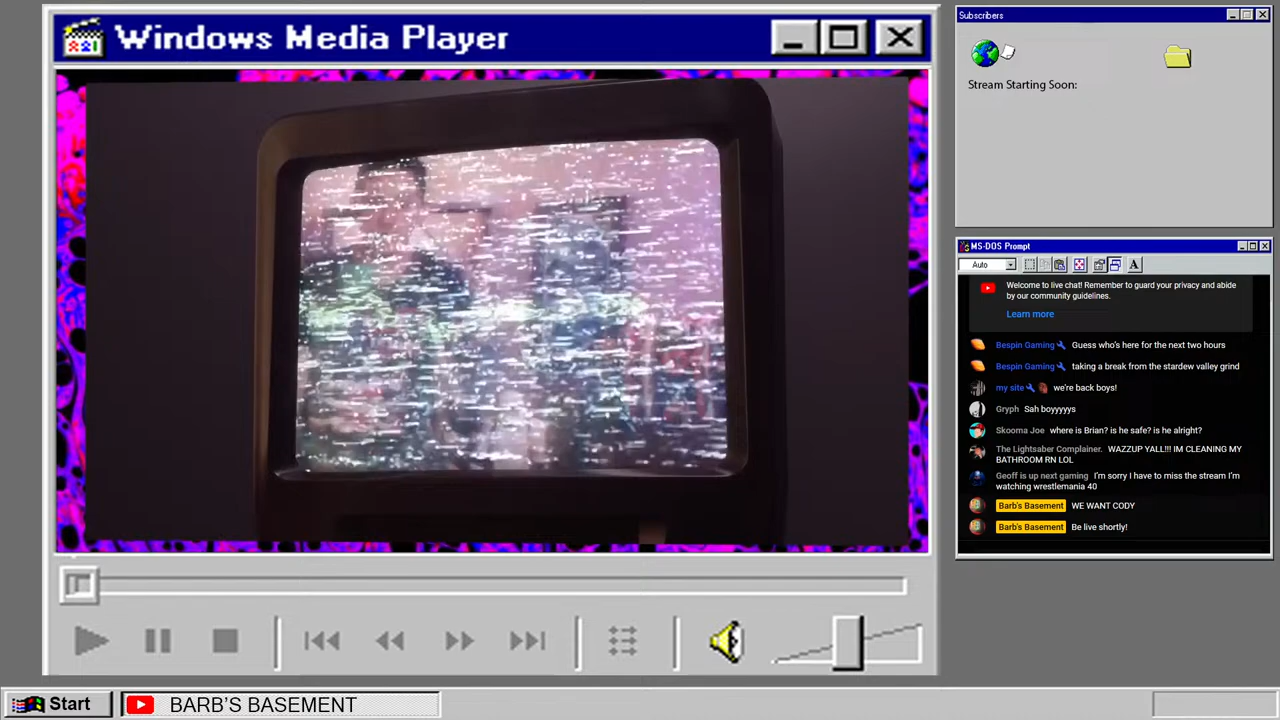 Windows Media Player
Subscribers
Stream Starting Soon:
MS-DOS Prompt
Auto
A
Welcome to live chat! Remember to guard your privacy and abide
by our community guidelines.
Learn more
Bespin Gaming Guess who's here for the next two hours
Bespin Gaming taking a break from the stardew valley grind
my site we're back boys!
Gryph Sah boyyyyys
Skooma Joe where is Brian? is he safe? is he alright?
The Lightsaber Complainer. WAZZUP YALL!!! IM CLEANING MY
BATHROOM RN LOL
Geoff is up next gaming I'm sorry I have to miss the stream I'm
watching wrestlemania 40
Barb's Basement WE WANT CODY
Barb's Basement Be live shortly!
Start
BARB'S BASEMENT